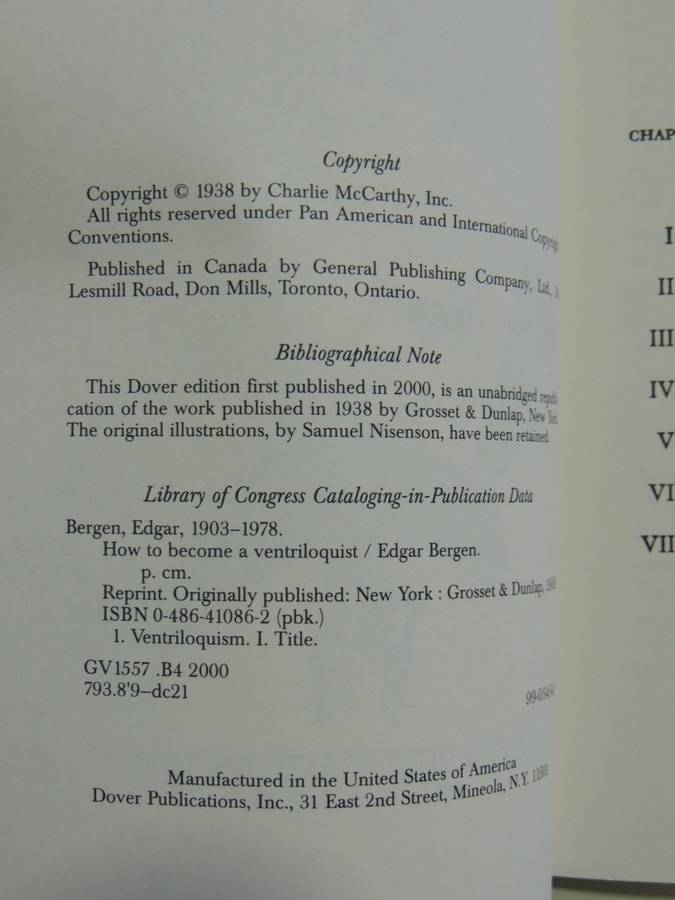 Copyright
Copyright © 1938 by Charlie McCarthy, Inc.
All rights reserved under Pan American and International
Conventions.
Published in Canada by General Publishing Company, Ltd.,
Lesmill Road, Don Mills, Toronto, Ontario.
Bibliographical Note
This Dover edition first published in 2000, is an unabridged
cation of the work published in 1938 by Grosset & Dunlap, New York.
The original illustrations, by Samuel Nisenson, have been retained.
Library of Congress Cataloging-in-Publication Data
Bergen, Edgar, 1903–1978.
How to become a ventriloquist / Edgar Bergen.
p. cm.
Reprint. Originally published: New York : Grosset & Dunlap,
ISBN 0-486-41086-2 (pbk.)
1. Ventriloquism. I. Title.
GV1557 .B4 2000
793.8'9–dc21
Manufactured in the United States of America
Dover Publications, Inc., 31 East 2nd Street, Mineola, N.Y.
CHAP
I
II
III
IV
V
VI
VII